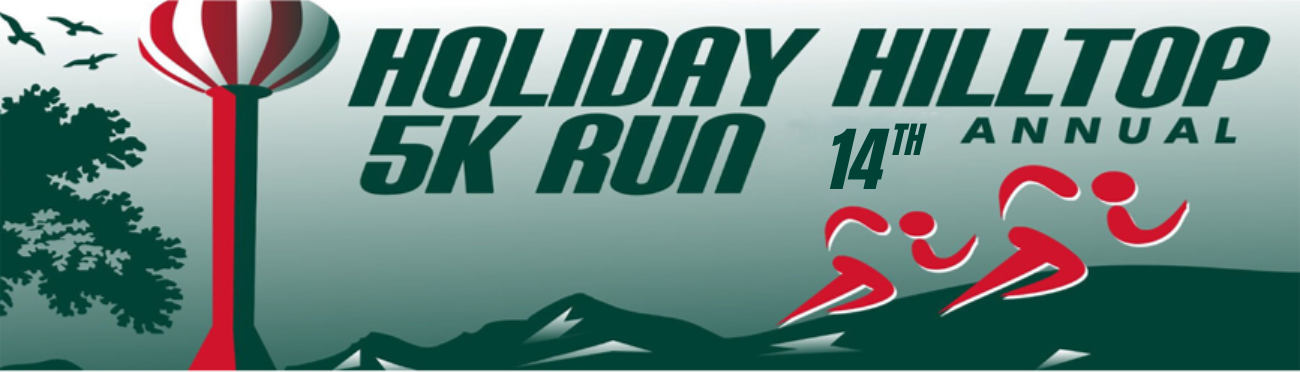 HOLIDAY HILLTOP
5K RUN
14TH ANNUAL